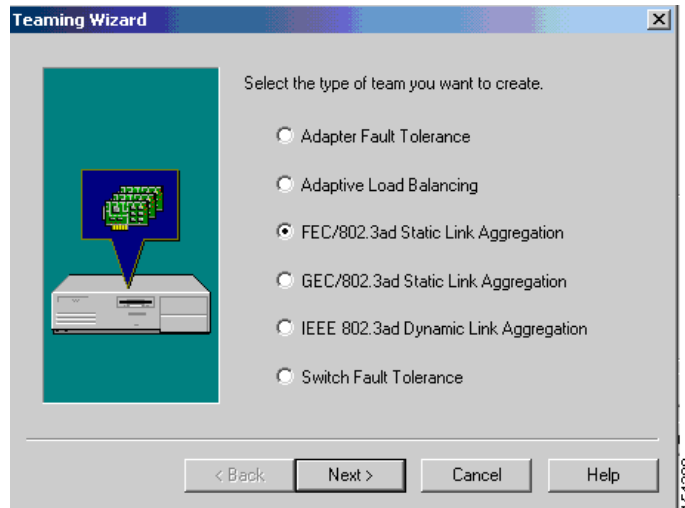 Teaming Wizard
Select the type of team you want to create.
Adapter Fault Tolerance
Adaptive Load Balancing
FEC/802.3ad Static Link Aggregation
GEC/802.3ad Static Link Aggregation
IEEE 802.3ad Dynamic Link Aggregation
Switch Fault Tolerance
< Back
Next >
Cancel
Help